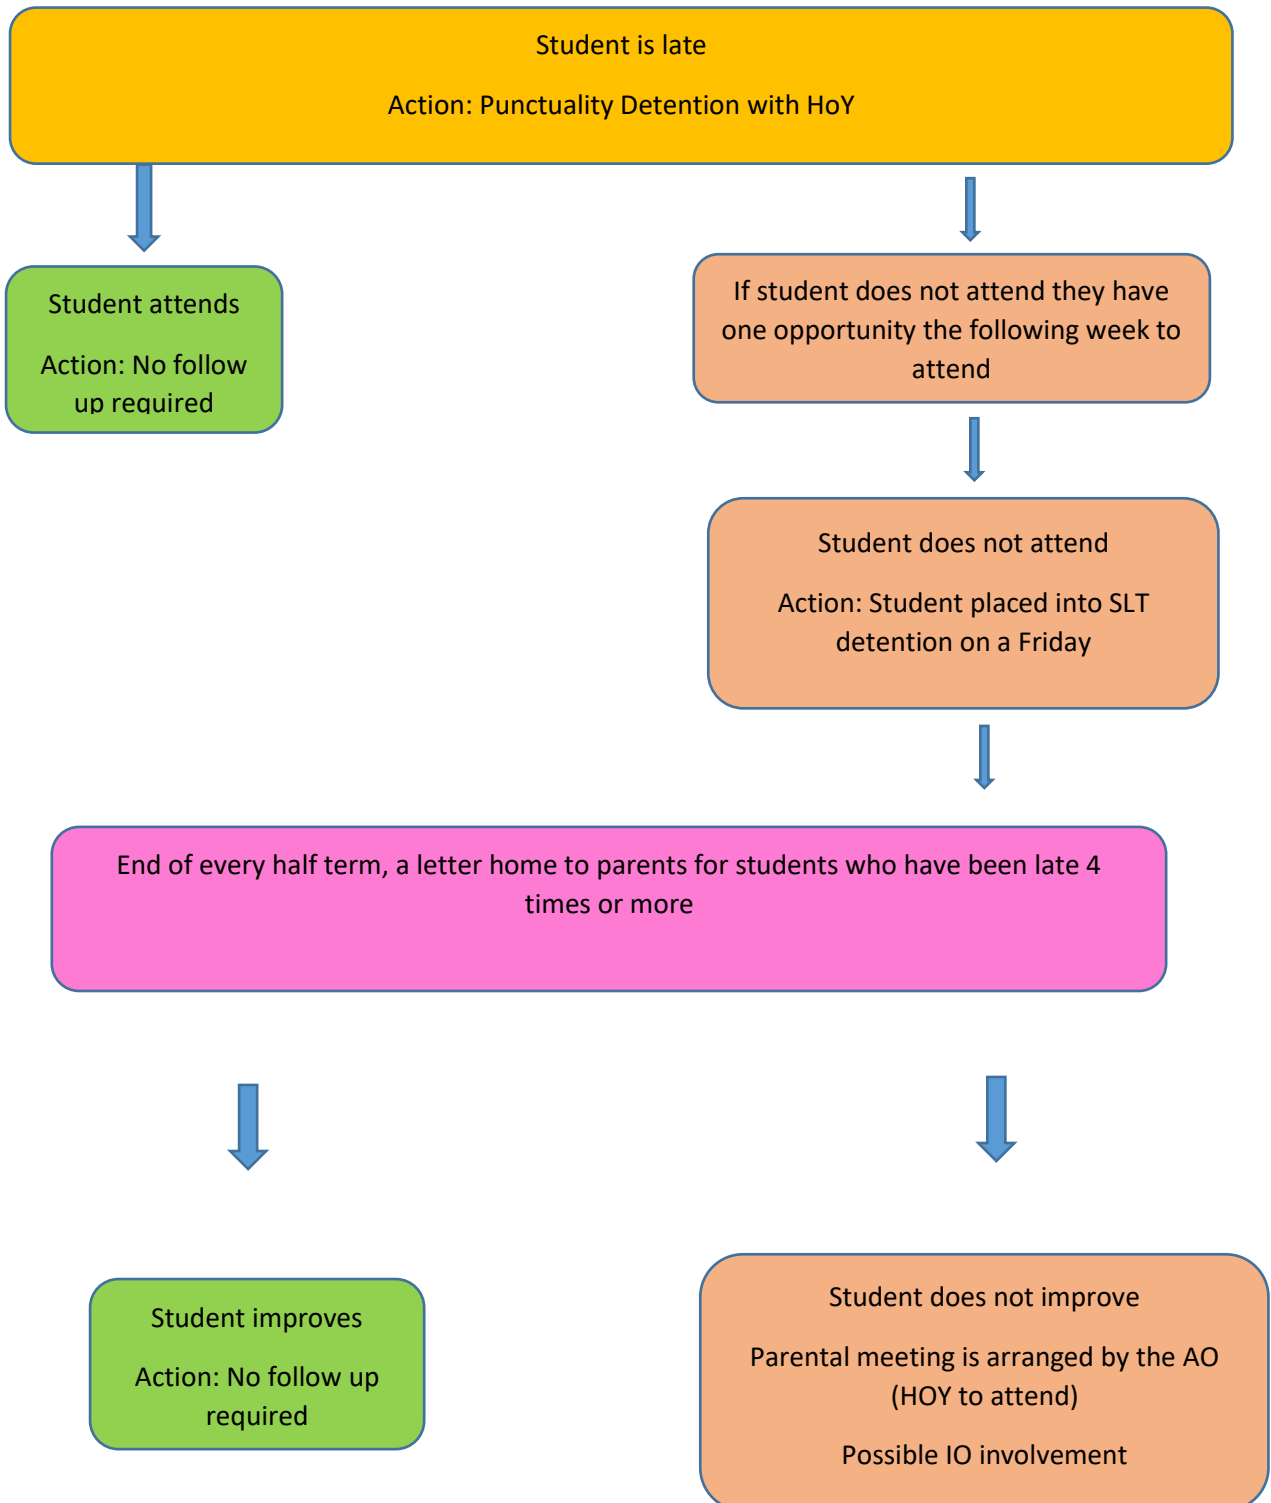 Student is late
Action: Punctuality Detention with HoY
Student attends
Action: No follow
up required
If student does not attend they have
one opportunity the following week to
attend
Student does not attend
Action: Student placed into SLT
detention on a Friday
End of every half term, a letter home to parents for students who have been late 4
times or more
Student improves
Action: No follow up
required
Student does not improve
Parental meeting is arranged by the AO
(HOY to attend)
Possible IO involvement